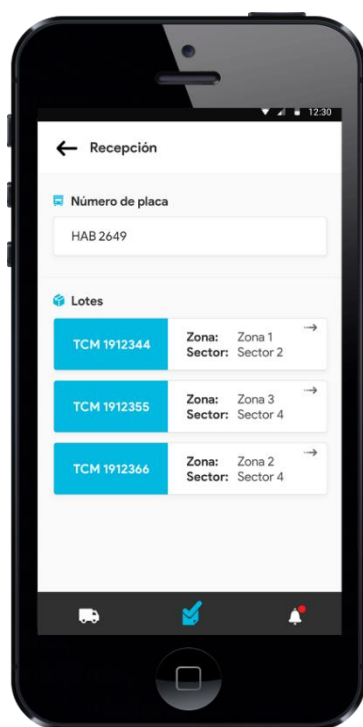 12:30
Recepción
Número de placa
HAB 2649
Lotes
TCM 1912344
Zona: Zona 1
Sector: Sector 2
TCM 1912355
Zona: Zona 3
Sector: Sector 4
TCM 1912366
Zona: Zona 2
Sector: Sector 4